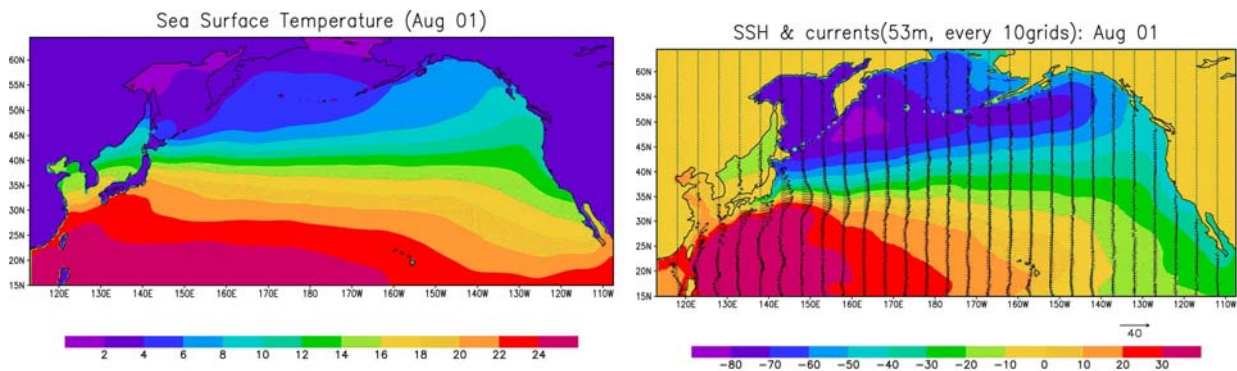 Sea Surface Temperature (Aug 01)
60N
55N
50N
45N
40N
35N
30N
25N
20N
15N
120E 130E 140E 150E 160E 170E 180 170W 160W 150W 140W 130W 120W 110W
2 4 6 8 10 12 14 16 18 20 22 24
SSH & currents(53m, every 10grids): Aug 01
60N
55N
50N
45N
40N
35N
30N
25N
20N
15N
120E 130E 140E 150E 160E 170E 180 170W 160W 150W 140W 130W 120W 110W
40
-80 -70 -60 -50 -40 -30 -20 -10 0 10 20 30